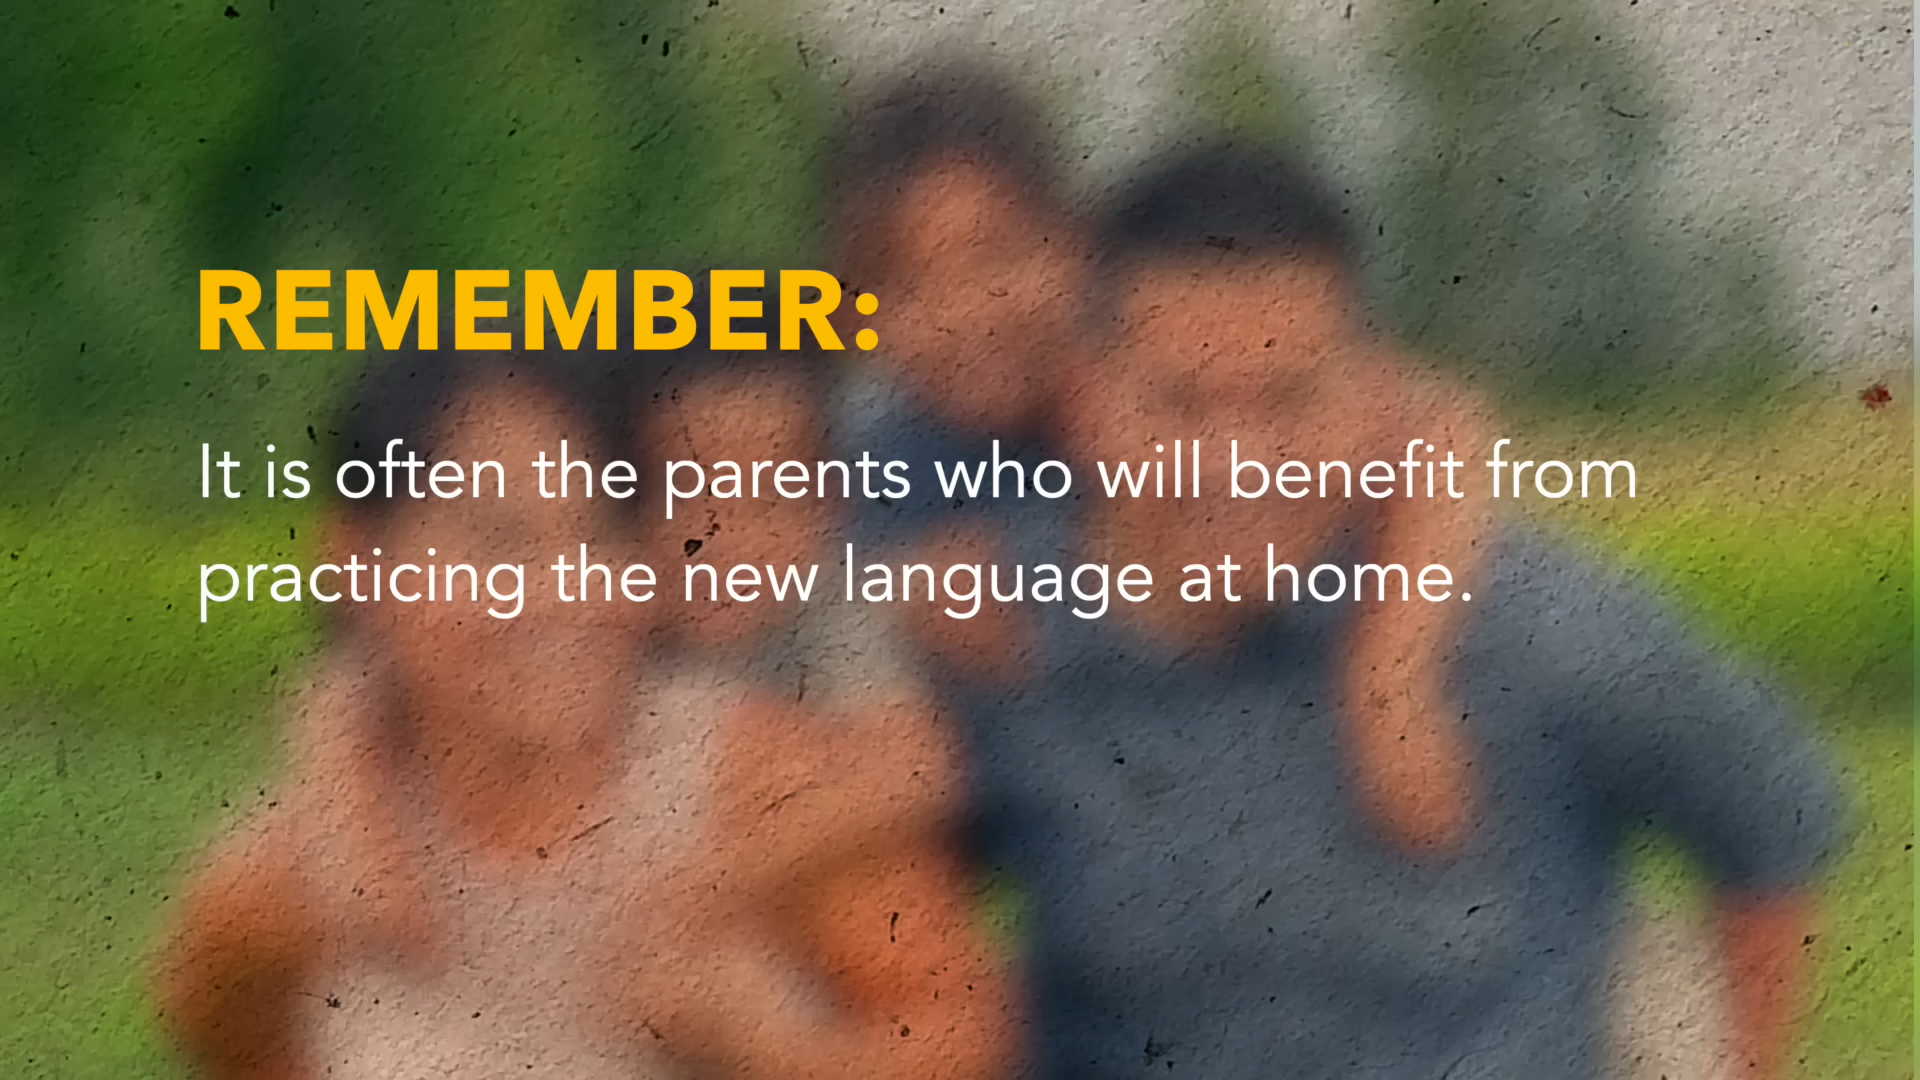 REMEMBER:
It is often the parents who will benefit from
practicing the new language at home.